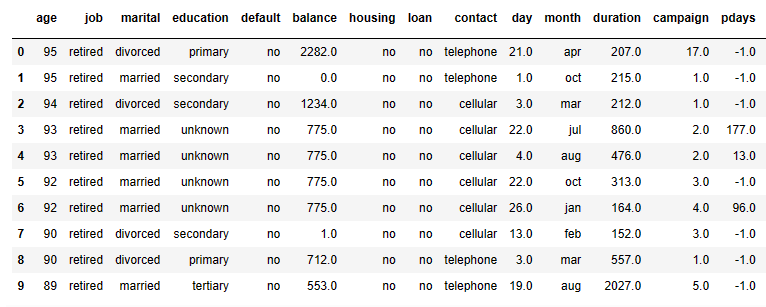 age job marital education default balance housing loan contact day month duration campaign pdays
0 95 retired divorced primary no 2282.0 no no telephone 21.0 apr 207.0 17.0 -1.0
1 95 retired married secondary no 0.0 no no telephone 1.0 oct 215.0 1.0 -1.0
2 94 retired divorced secondary no 1234.0 no no cellular 3.0 mar 212.0 1.0 -1.0
3 93 retired married unknown no 775.0 no no cellular 22.0 jul 860.0 2.0 177.0
4 93 retired married unknown no 775.0 no no cellular 4.0 aug 476.0 2.0 13.0
5 92 retired married unknown no 775.0 no no cellular 22.0 oct 313.0 3.0 -1.0
6 92 retired married unknown no 775.0 no no cellular 26.0 jan 164.0 4.0 96.0
7 90 retired divorced secondary no 1.0 no no cellular 13.0 feb 152.0 3.0 -1.0
8 90 retired divorced primary no 712.0 no no telephone 3.0 mar 557.0 1.0 -1.0
9 89 retired married tertiary no 553.0 no no telephone 19.0 aug 2027.0 5.0 -1.0